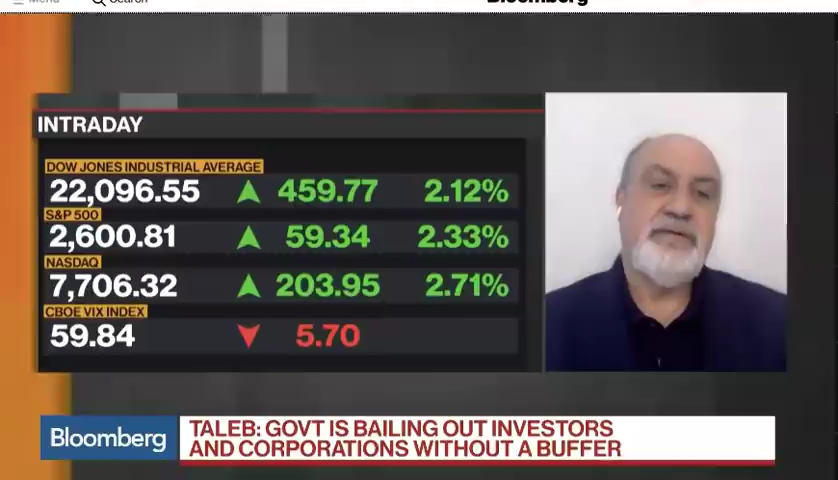 Menu
Search
Bloomberg
INTRADAY
DOW JONES INDUSTRIAL AVERAGE
22,096.55 ▲ 459.77 2.12%
S&P 500
2,600.81 ▲ 59.34 2.33%
NASDAQ
7,706.32 ▲ 203.95 2.71%
CBOE VIX INDEX
59.84 ▼ 5.70
Bloomberg
TALEB: GOVT IS BAILING OUT INVESTORS
AND CORPORATIONS WITHOUT A BUFFER